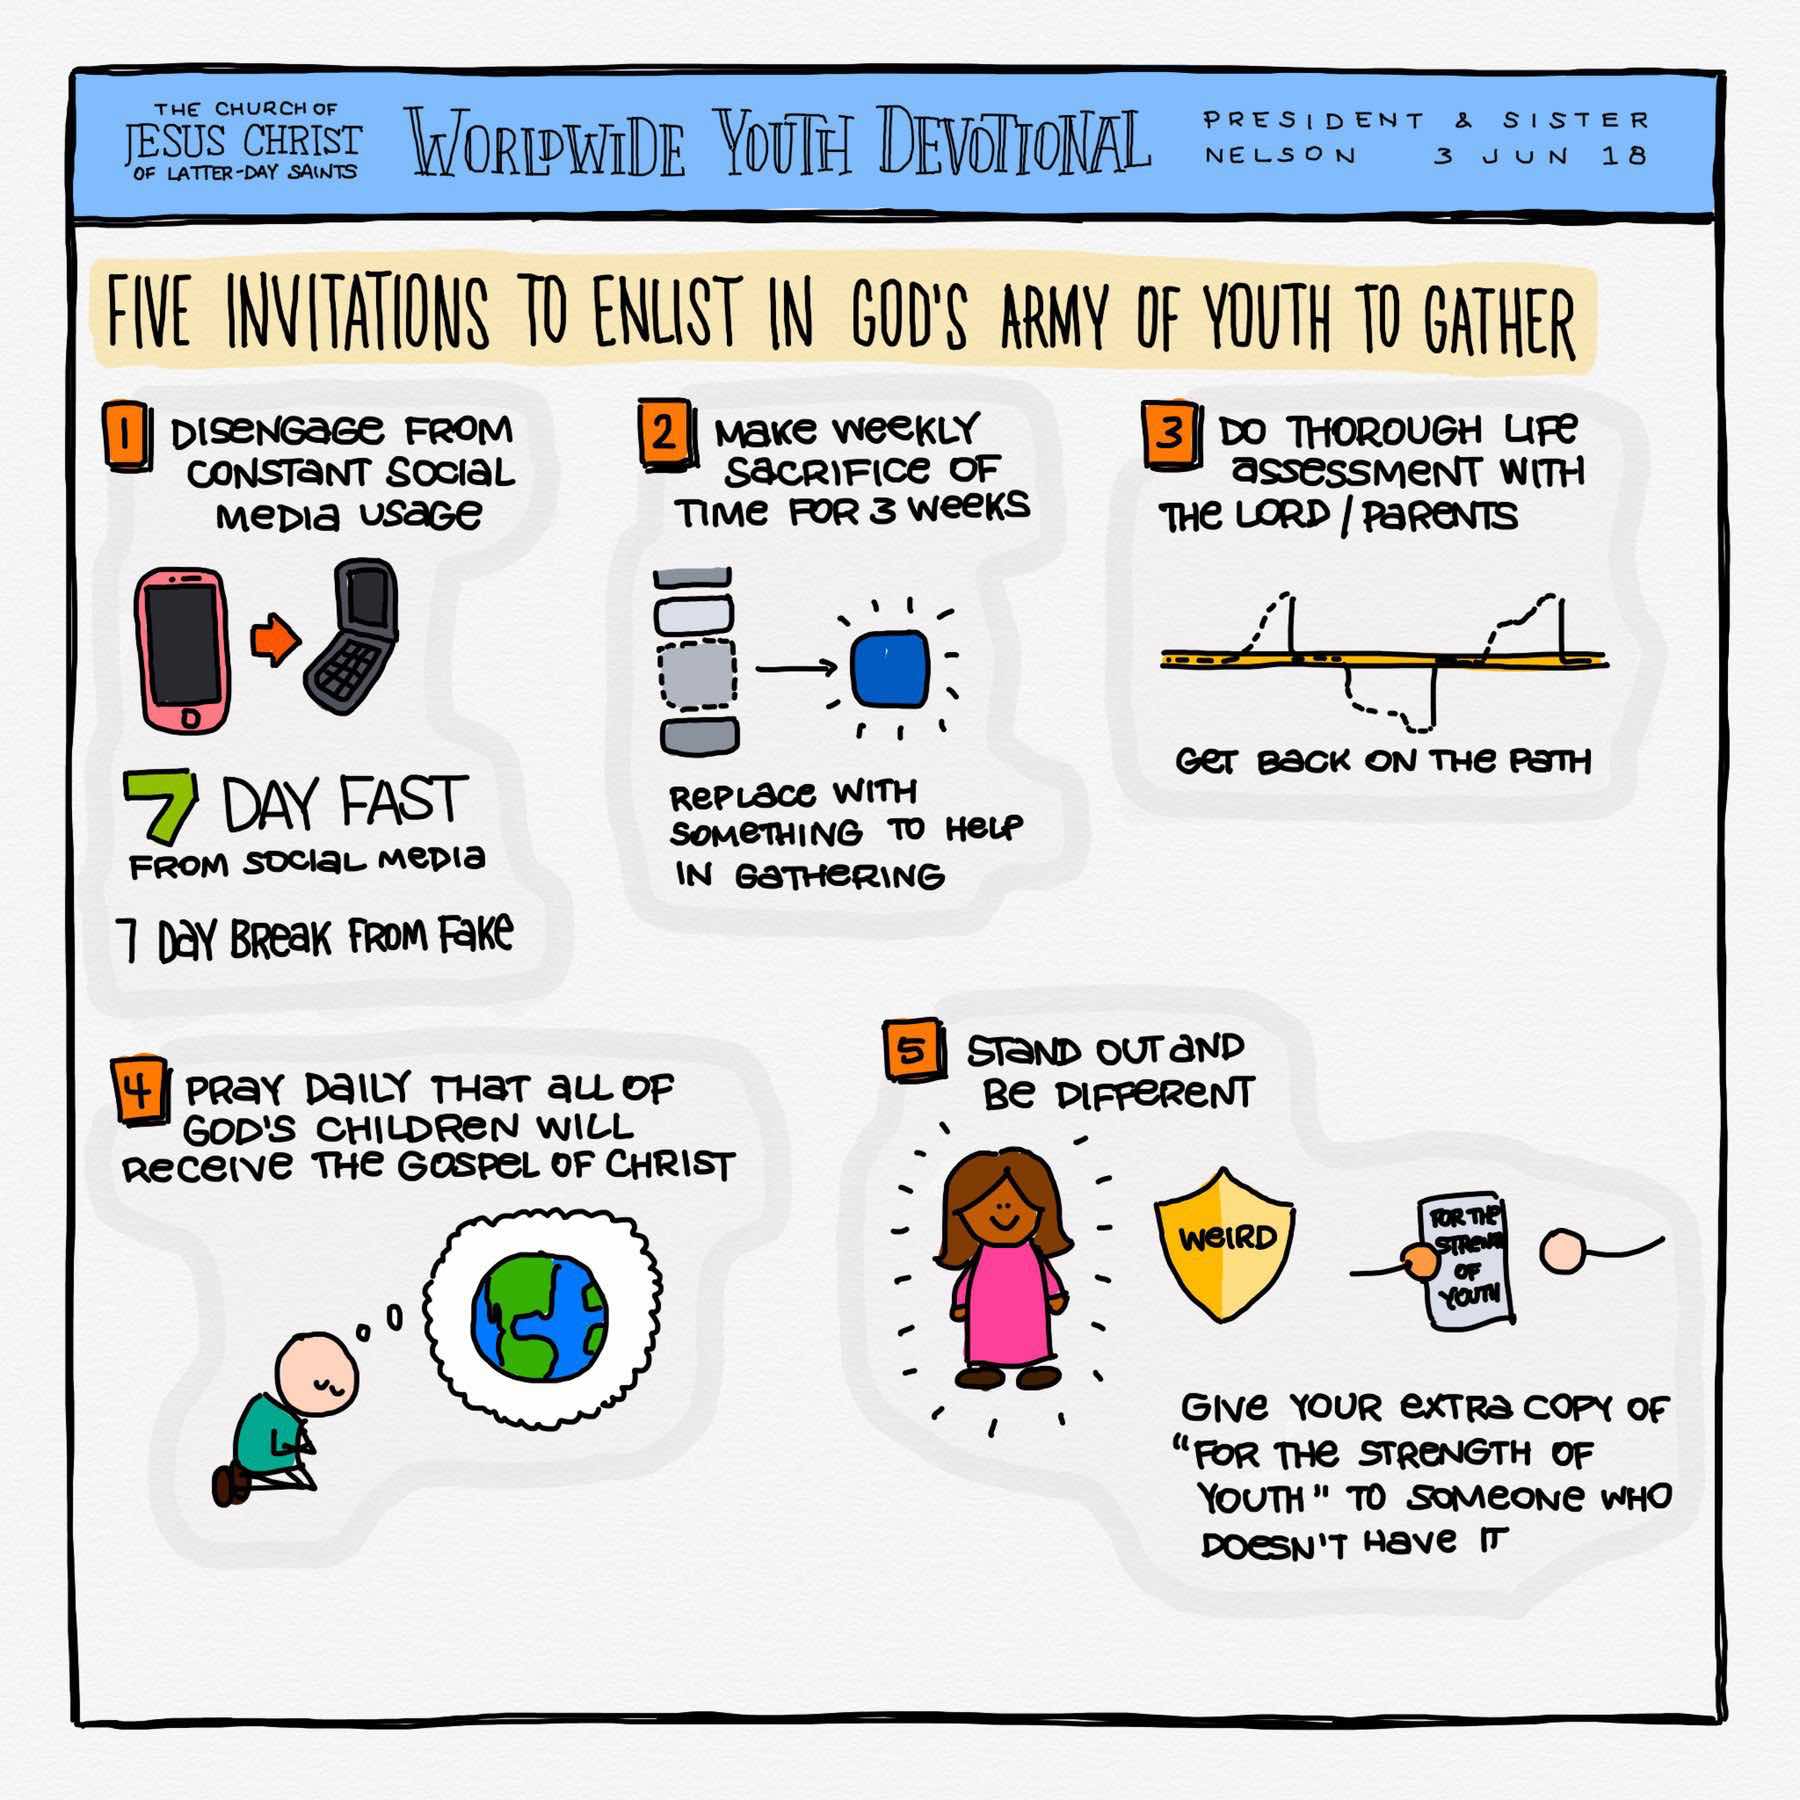 THE CHURCH OF
JESUS CHRIST
OF LATTER-DAY SAINTS
WORLDWIDE YOUTH DEVOTIONAL
PRESIDENT & SISTER
NELSON 3 JUN 18
FIVE INVITATIONS TO ENLIST IN GOD'S ARMY OF YOUTH TO GATHER
1 DISENGAGE FROM
CONSTANT SOCIAL
MEDIA USAGE
7 DAY FAST
FROM SOCIAL MEDIA
7 DAY BREAK FROM FAKE
2 MAKE WEEKLY
SACRIFICE OF
TIME FOR 3 WEEKS
REPLACE WITH
SOMETHING TO HELP
IN GATHERING
3 DO THOROUGH LIFE
ASSESSMENT WITH
THE LORD / PARENTS
GET BACK ON THE PATH
4 PRAY DAILY THAT ALL OF
GOD'S CHILDREN WILL
RECEIVE THE GOSPEL OF CHRIST
5 STAND OUT AND
BE DIFFERENT
WEIRD
FOR THE
STREN
OF
YOUTH
GIVE YOUR EXTRA COPY OF
"FOR THE STRENGTH OF
YOUTH" TO SOMEONE WHO
DOESN'T HAVE IT